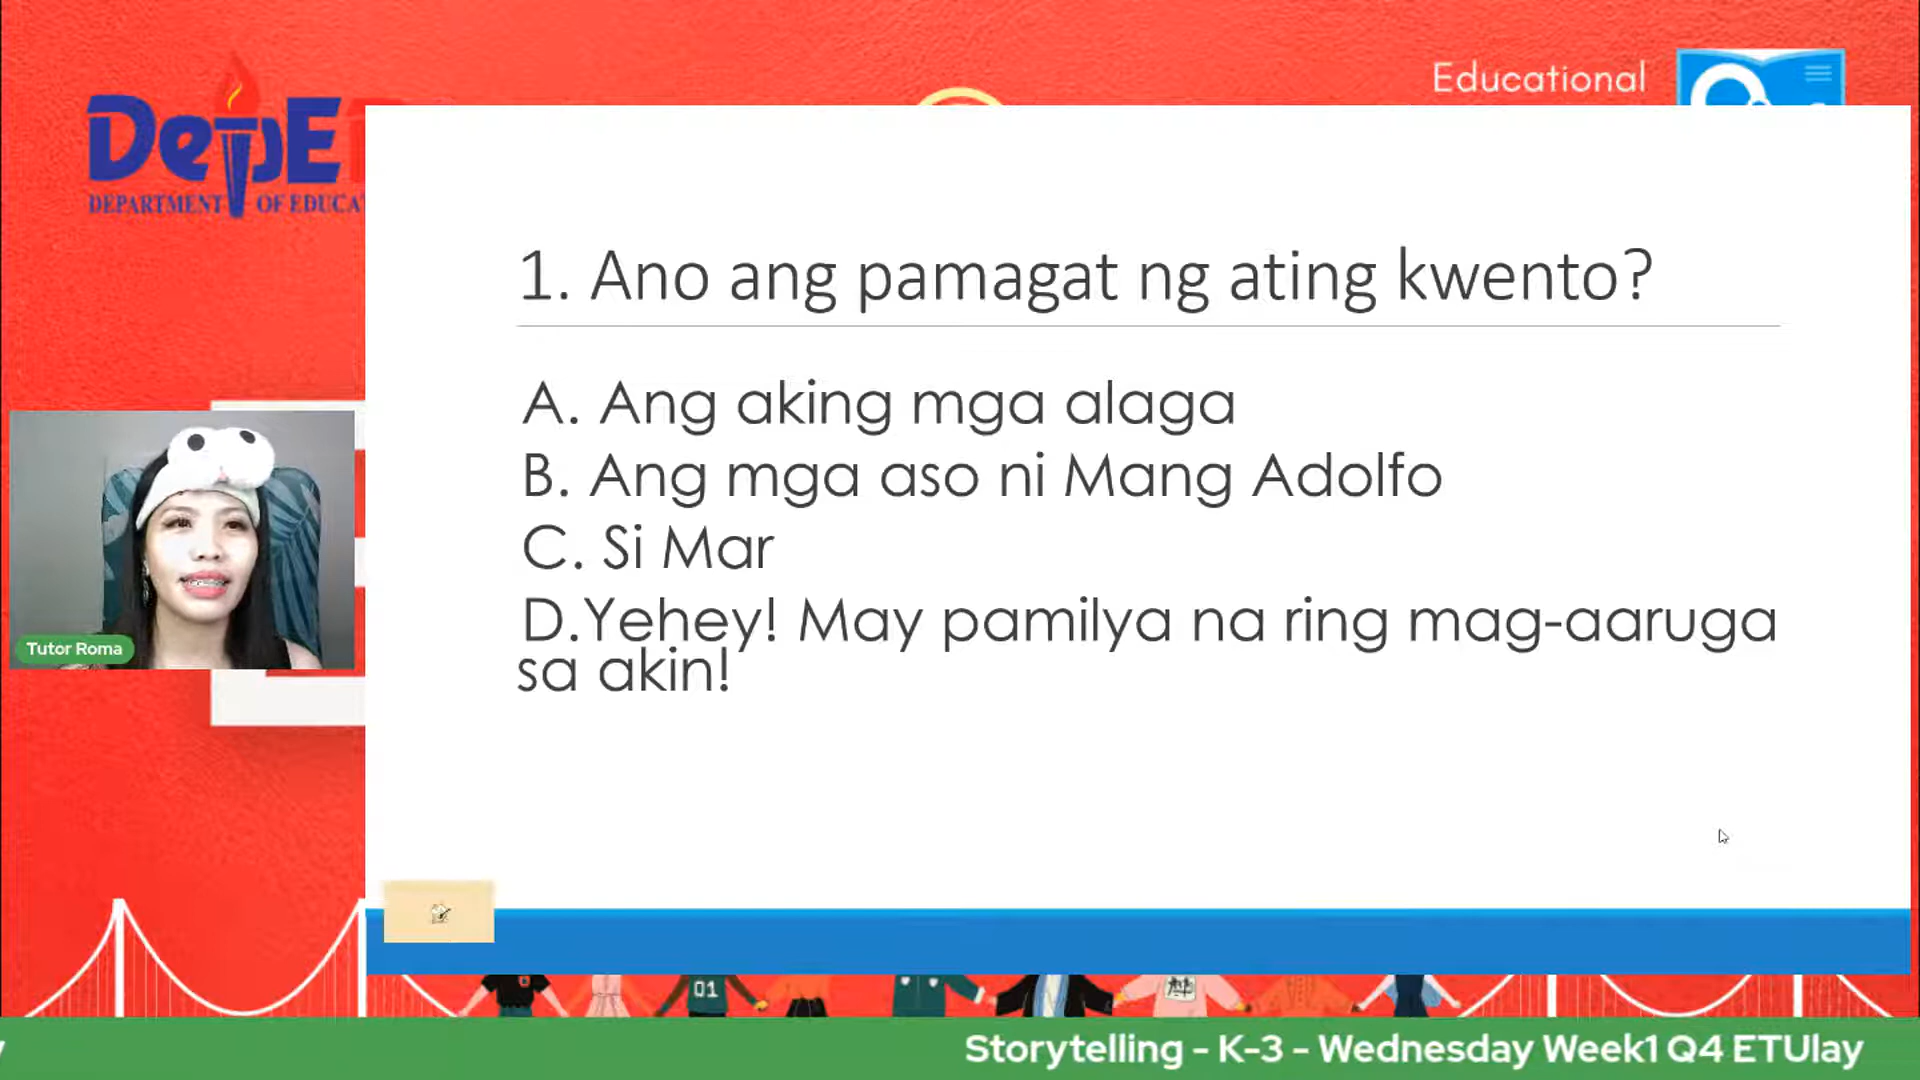 Educational
DepE
DEPARTMENT OF EDUCA
1. Ano ang pamagat ng ating kwento?
A. Ang aking mga alaga
B. Ang mga aso ni Mang Adolfo
C. Si Mar
D.Yehey! May pamilya na ring mag-aaruga
sa akin!
Tutor Roma
01
Storytelling - K-3 - Wednesday Week1 Q4 ETUlay